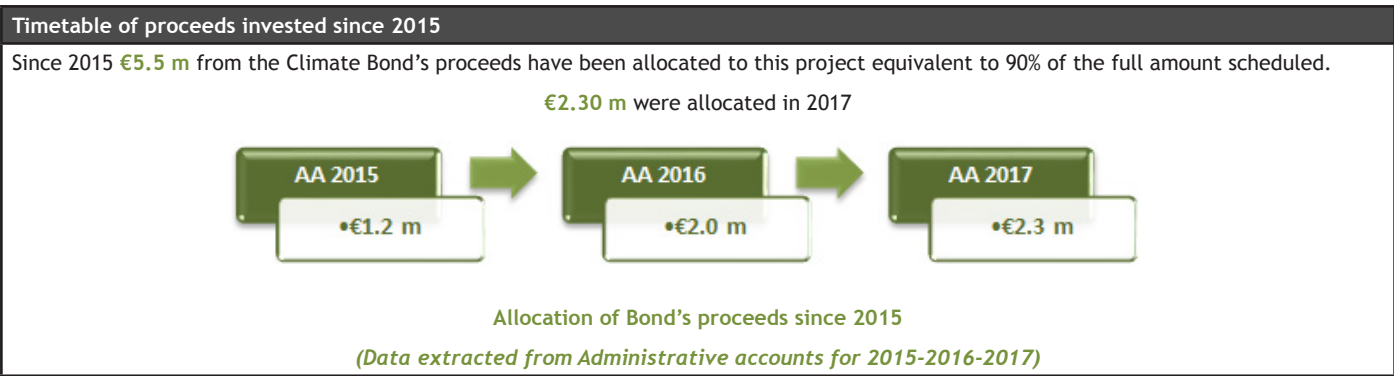 Timetable of proceeds invested since 2015
Since 2015 €5.5 m from the Climate Bond’s proceeds have been allocated to this project equivalent to 90% of the full amount scheduled.
€2.30 m were allocated in 2017
AA 2015
AA 2016
AA 2017
•€1.2 m
•€2.0 m
•€2.3 m
Allocation of Bond’s proceeds since 2015
(Data extracted from Administrative accounts for 2015-2016-2017)